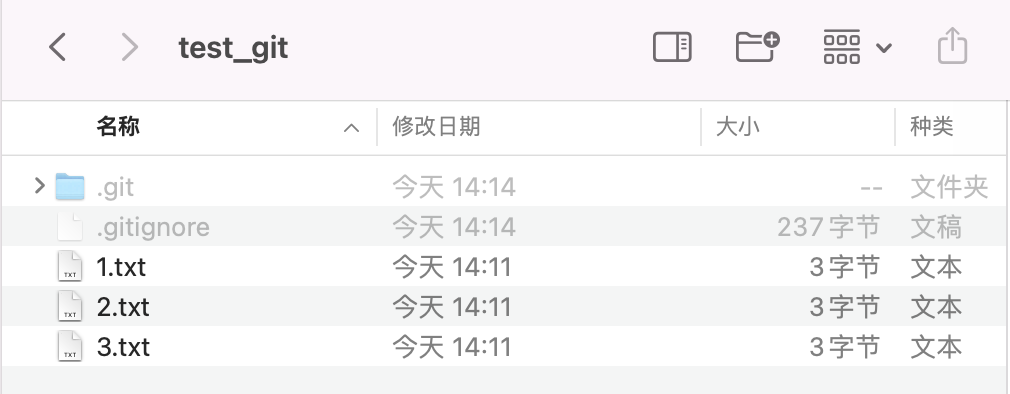 test_git
名称 修改日期 大小 种类
.git 今天 14:14 -- 文件夹
.gitignore 今天 14:14 237 字节 文稿
1.txt 今天 14:11 3 字节 文本
2.txt 今天 14:11 3 字节 文本
3.txt 今天 14:11 3 字节 文本